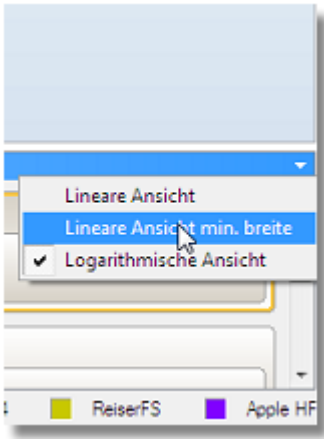 Lineare Ansicht
Lineare Ansicht min. breite
Logarithmische Ansicht
ReiserFS Apple HF